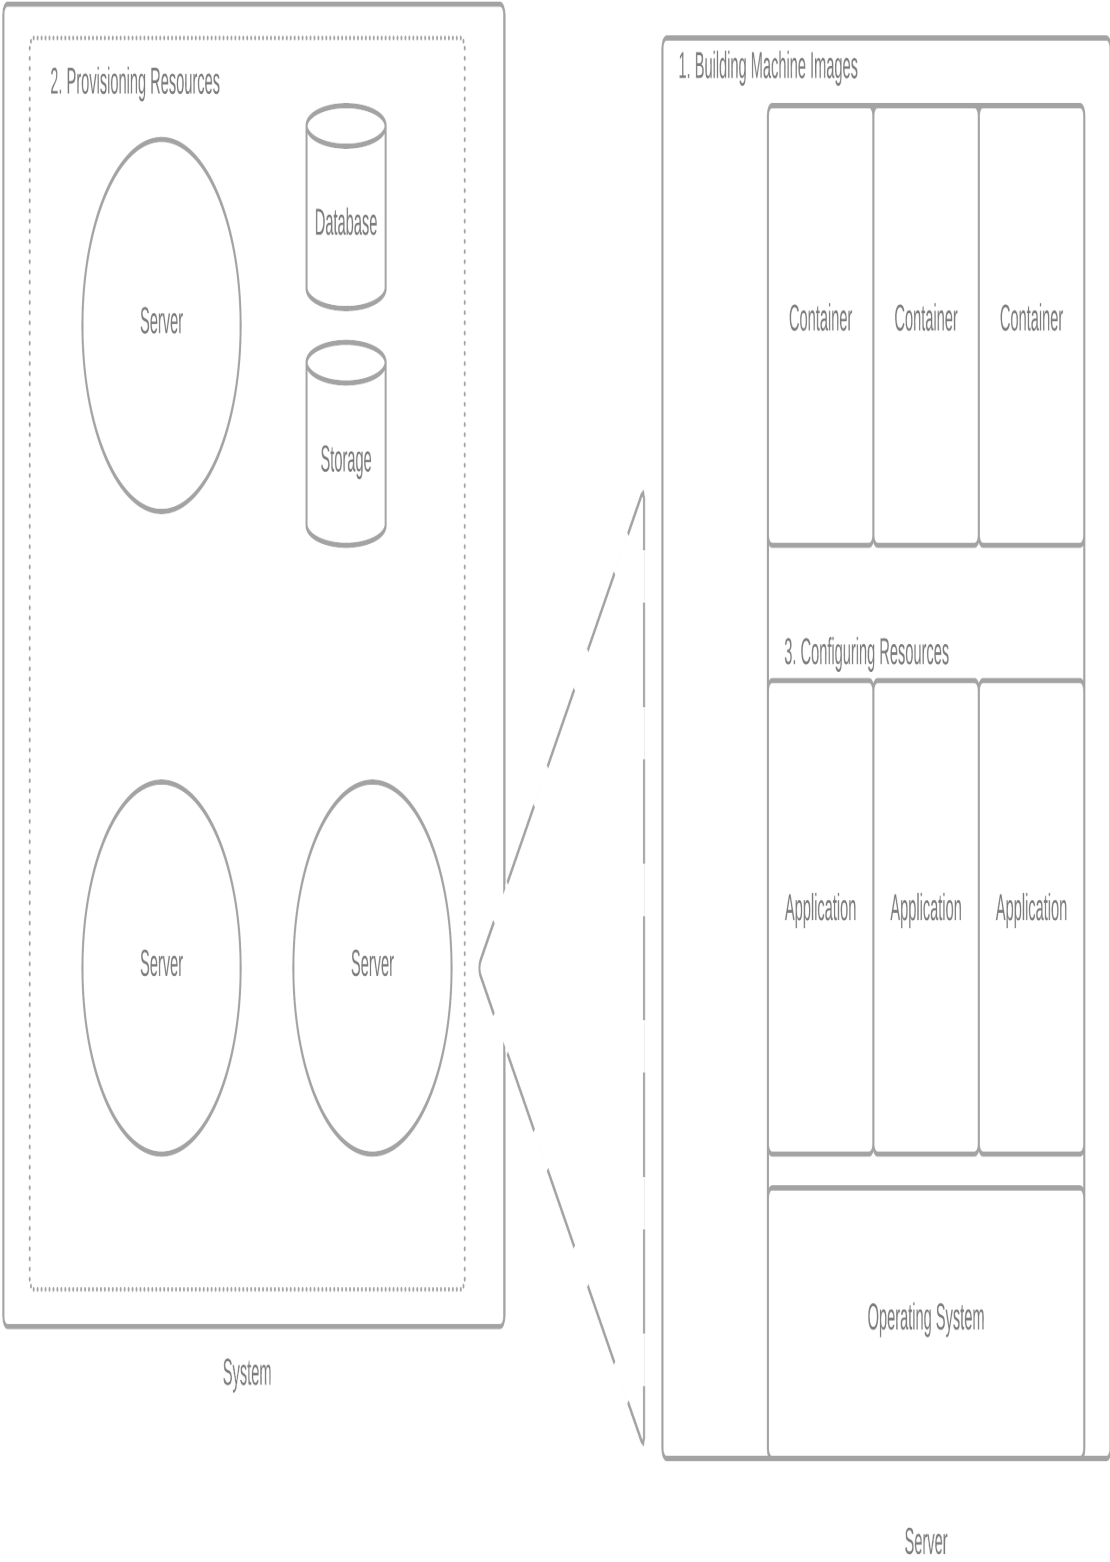 2. Provisioning Resources
Database
Server
Storage
Server
Server
System
1. Building Machine Images
Container
Container
Container
3. Configuring Resources
Application
Application
Application
Operating System
Server